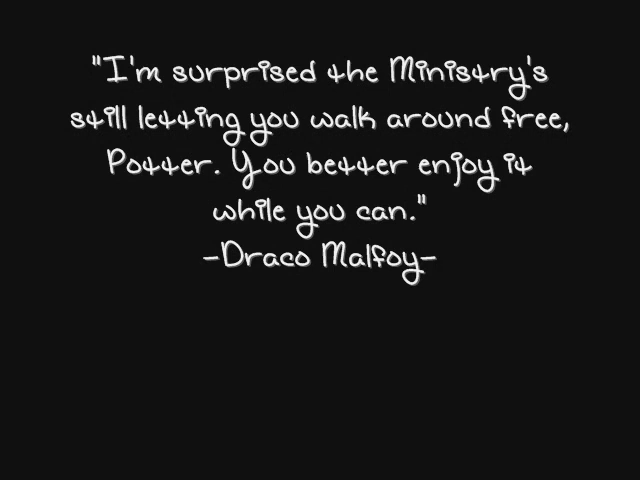 "I'm surprised the Ministry's
still letting you walk around free,
Potter. You better enjoy it
while you can."
-Draco Malfoy-